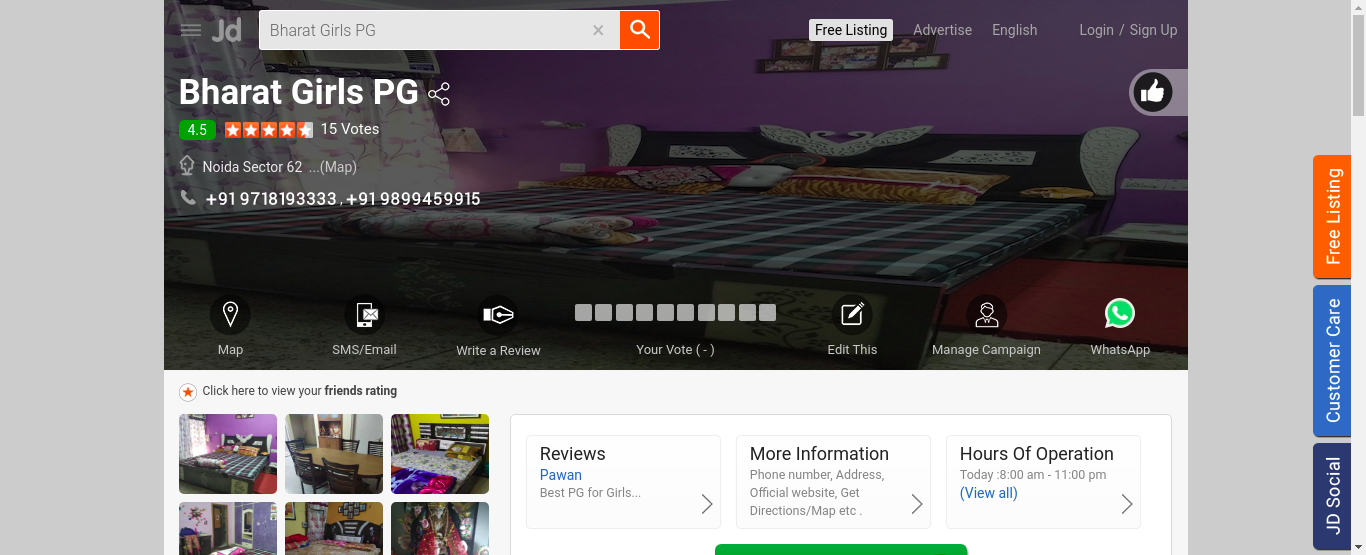 Jd
Bharat Girls PG
Free Listing
Advertise
English
Login / Sign Up
Bharat Girls PG
4.5
15 Votes
Noida Sector 62 ...(Map)
+91 9718193333 , +91 9899459915
Map
SMS/Email
Write a Review
Your Vote ( - )
Edit This
Manage Campaign
WhatsApp
Click here to view your friends rating
Reviews
Pawan
Best PG for Girls...
More Information
Phone number, Address,
Official website, Get
Directions/Map etc .
Hours Of Operation
Today :8:00 am - 11:00 pm
(View all)
Free Listing
Customer Care
JD Social